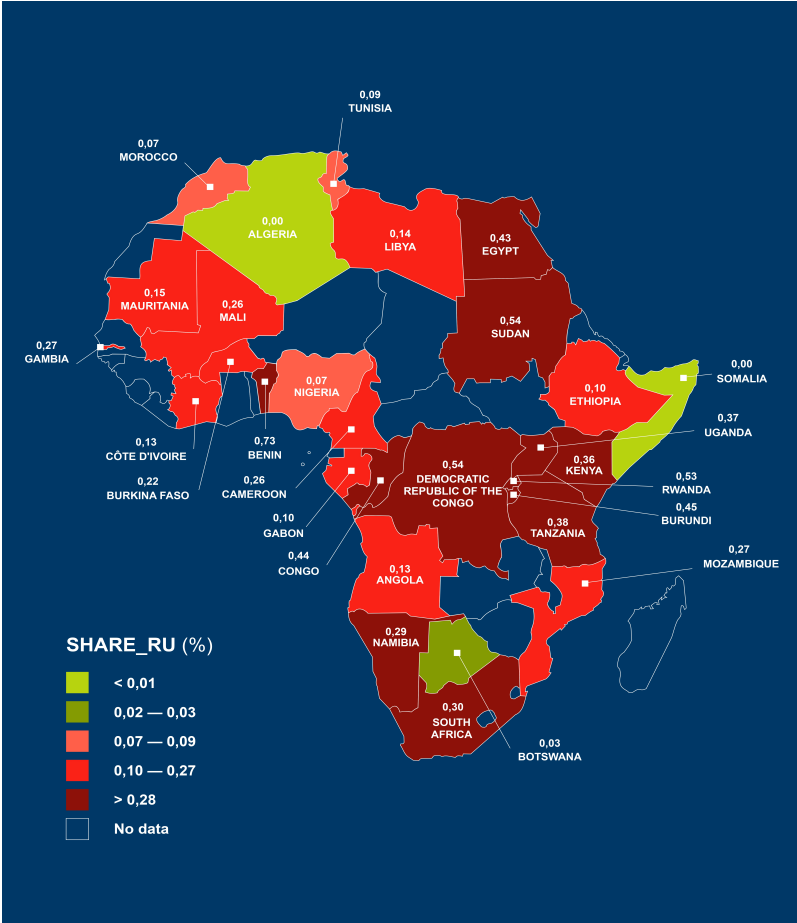 0,09
TUNISIA
0,07
MOROCCO
0,00
ALGERIA
0,14
LIBYA
0,43
EGYPT
0,15
MAURITANIA
0,26
MALI
0,54
SUDAN
0,27
GAMBIA
0,07
NIGERIA
0,10
ETHIOPIA
0,00
SOMALIA
0,37
UGANDA
0,13
CÔTE D'IVOIRE
0,73
BENIN
0,22
BURKINA FASO
0,26
CAMEROON
0,54
DEMOCRATIC
REPUBLIC OF THE
CONGO
0,36
KENYA
0,53
RWANDA
0,45
BURUNDI
0,10
GABON
0,44
CONGO
0,38
TANZANIA
0,27
MOZAMBIQUE
0,13
ANGOLA
0,29
NAMIBIA
0,30
SOUTH
AFRICA
0,03
BOTSWANA
SHARE_RU (%)
< 0,01
0,02 — 0,03
0,07 — 0,09
0,10 — 0,27
> 0,28
No data